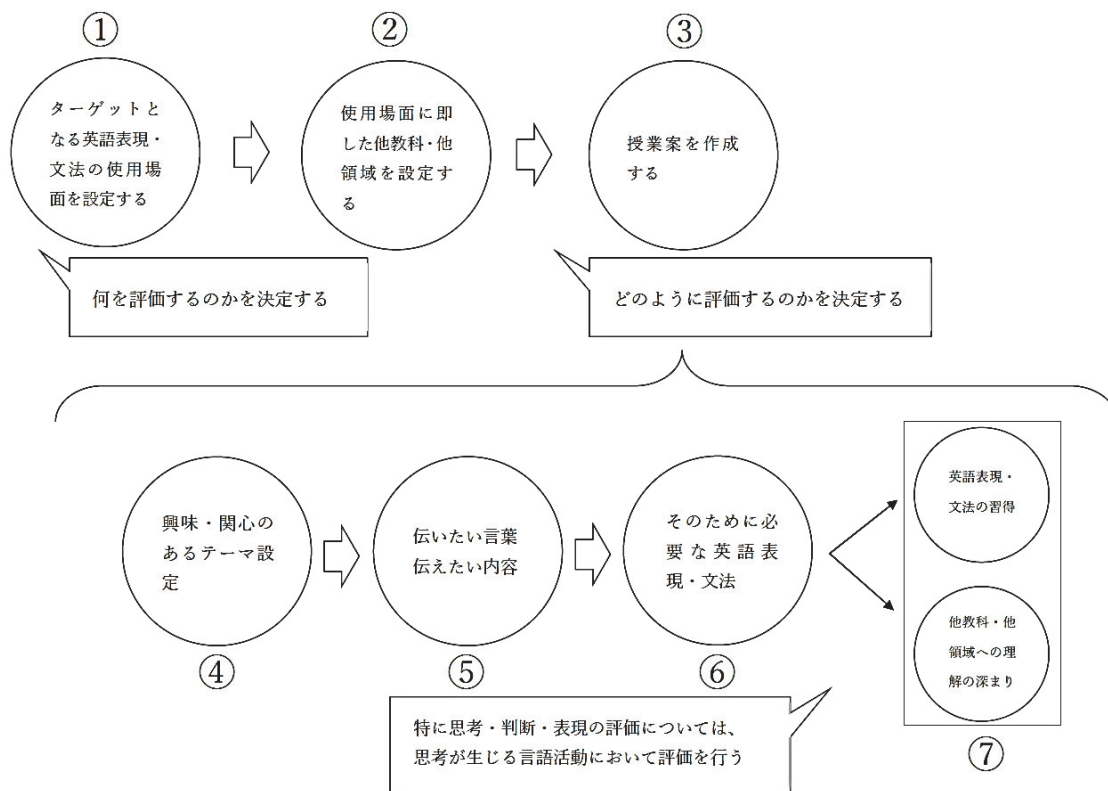 ①
②
③
ターゲットと
なる英語表現・
文法の使用場
面を設定する
使用場面に即
した他教科・他
領域を設定す
る
授業案を作成
する
何を評価するのかを決定する
どのように評価するのかを決定する
興味・関心の
あるテーマ設
定
伝いたい言葉
伝えたい内容
そのために必
要な英語表
現・文法
英語表現・
文法の習得
他教科・他
領域への理
解の深まり
④
⑤
⑥
⑦
特に思考・判断・表現の評価については、
思考が生じる言語活動において評価を行う